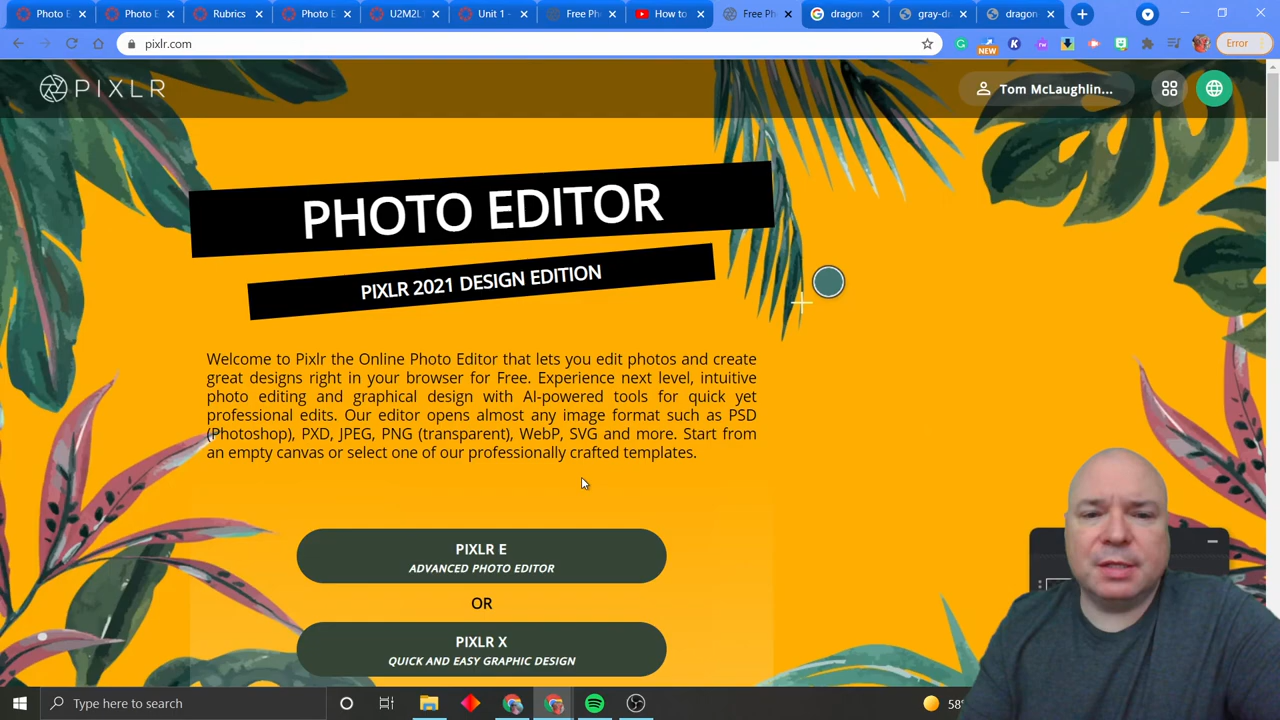 Photo E
Photo E
Rubrics
Photo E
U2M2L
Unit 1 -
Free Ph
How to
Free Ph
dragon
gray-d
dragon
pixlr.com
NEW
Error
PIXLR
Tom McLaughlin...
PHOTO EDITOR
PIXLR 2021 DESIGN EDITION
Welcome to Pixlr the Online Photo Editor that lets you edit photos and create
great designs right in your browser for Free. Experience next level, intuitive
photo editing and graphical design with AI-powered tools for quick yet
professional edits. Our editor opens almost any image format such as PSD
(Photoshop), PXD, JPEG, PNG (transparent), WebP, SVG and more. Start from
an empty canvas or select one of our professionally crafted templates.
PIXLR E
ADVANCED PHOTO EDITOR
OR
PIXLR X
QUICK AND EASY GRAPHIC DESIGN
Type here to search
58°